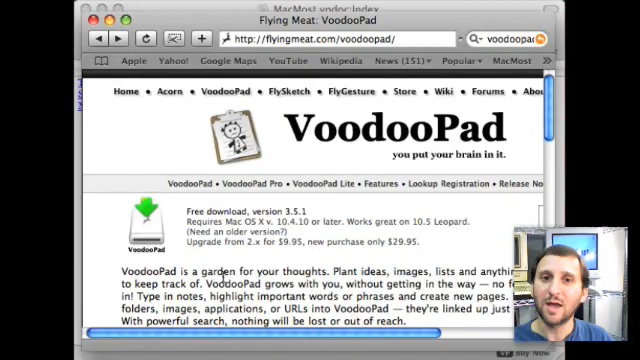 MacMost.vpdoc:index
Flying Meat: VoodooPad
http://flyingmeat.com/voodoopad/
voodoopad
Apple Yahoo! Google Maps YouTube Wikipedia News (151) Popular MacMost
Home • Acorn • VoodooPad • FlySketch • FlyGesture • Store • Wiki • Forums • Abou
VoodooPad
you put your brain in it.
VoodooPad • VoodooPad Pro • VoodooPad Lite • Features • Lookup Registration • Release No
Free download, version 3.5.1
Requires Mac OS X v. 10.4.10 or later. Works great on 10.5 Leopard.
(Need an older version?)
Upgrade from 2.x for $9.95, new purchase only $29.95.
VoodooPad
VoodooPad is a garden for your thoughts. Plant ideas, images, lists and anythin
to keep track of. VoodooPad grows with you, without getting in the way — no f
in! Type in notes, highlight important words or phrases and create new pages.
folders, images, applications, or URLs into VoodooPad — they're linked up just
With powerful search, nothing will be lost or out of reach.
Buy Now